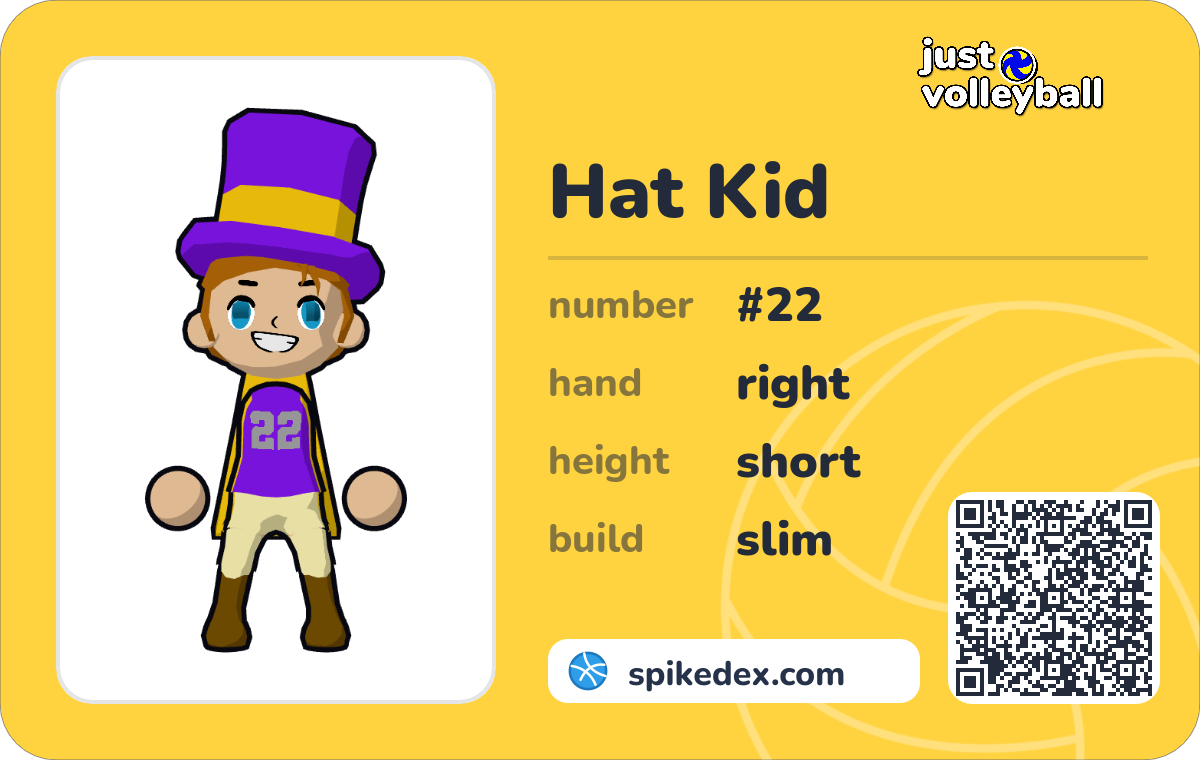 just
volleyball
Hat Kid
number #22
hand right
height short
build slim
22
spikedex.com